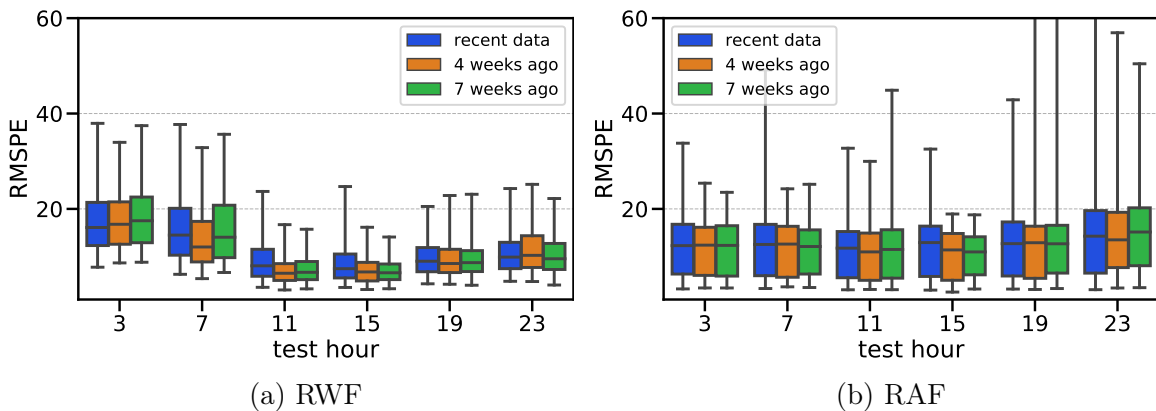 60
40
20
RMSPE
recent data
4 weeks ago
7 weeks ago
3 7 11 15 19 23
test hour
(a) RWF
60
40
20
RMSPE
recent data
4 weeks ago
7 weeks ago
3 7 11 15 19 23
test hour
(b) RAF